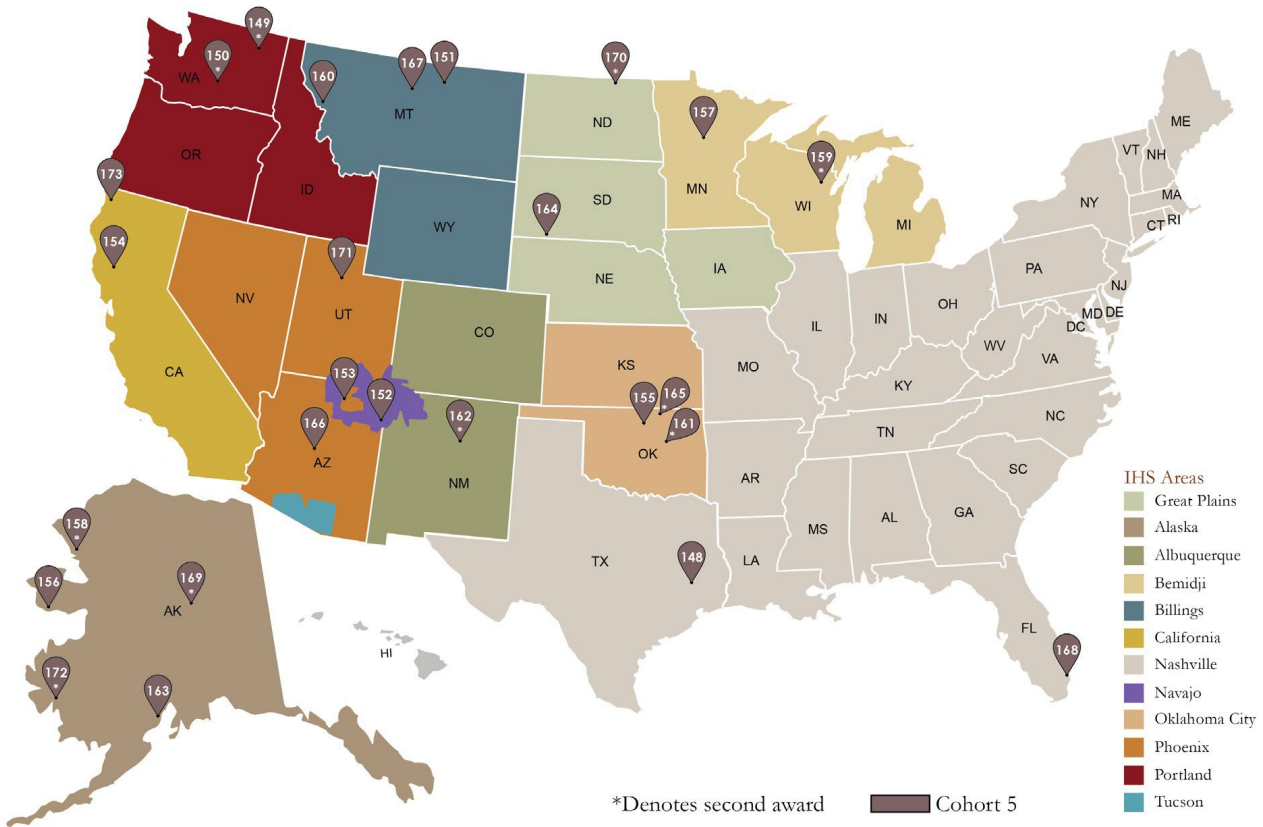 149
*
150
*
WA
160
167
151
MT
170
*
ND
157
MN
159
*
WI
MI
ME
VT
NH
MA
NY
CT
RI
OR
173
ID
154
171
WY
164
SD
NE
IA
PA
NJ
OH
MD
DE
DC
IL
IN
WV
VA
NV
UT
CO
CA
KS
MO
KY
153
152
155
165
*
161
*
162
*
166
AZ
NM
OK
TN
NC
AR
SC
MS
AL
GA
TX
LA
148
FL
168
158
*
156
169
*
AK
172
*
163
HI
IHS Areas
Great Plains
Alaska
Albuquerque
Bemidji
Billings
California
Nashville
Navajo
Oklahoma City
Phoenix
Portland
Tucson
*Denotes second award
Cohort 5